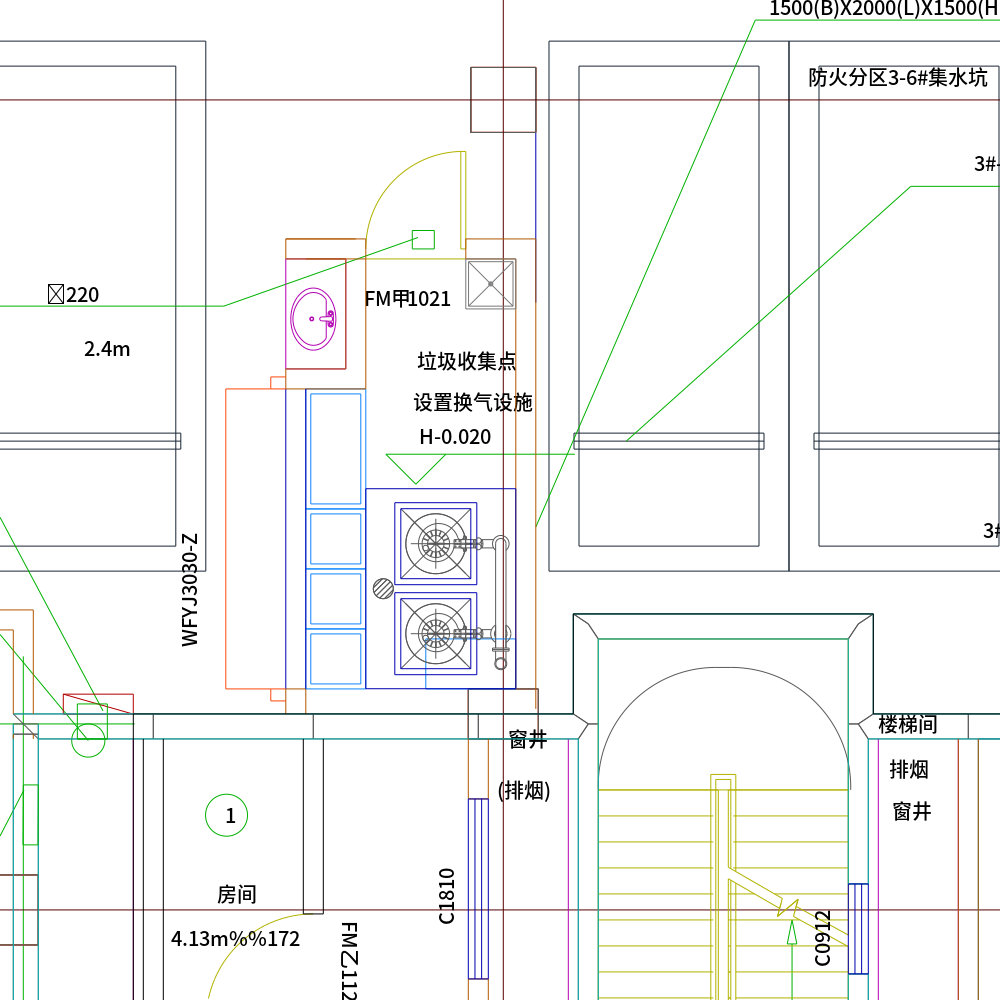 1500(B)X2000(L)X1500(H
防火分区3-6#集水坑
3#-
220
FM甲1021
2.4m
垃圾收集点
设置换气设施
H-0.020
3#
WFYJ3030-Z
楼梯间
窗井
排烟
(排烟)
窗井
1
房间
C1810
4.13m%%172
C0912
FM乙112